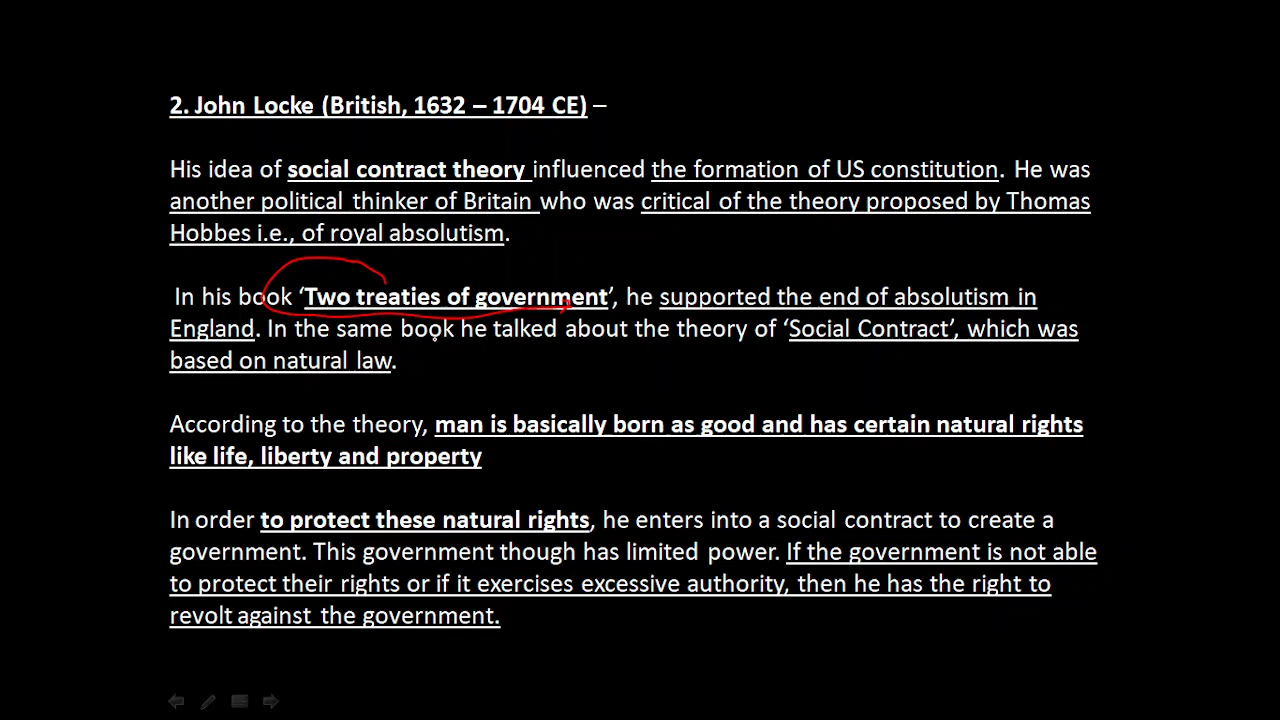 2. John Locke (British, 1632 – 1704 CE) –
His idea of social contract theory influenced the formation of US constitution. He was
another political thinker of Britain who was critical of the theory proposed by Thomas
Hobbes i.e., of royal absolutism.
In his book ‘Two treaties of government’, he supported the end of absolutism in
England. In the same book he talked about the theory of ‘Social Contract’, which was
based on natural law.
According to the theory, man is basically born as good and has certain natural rights
like life, liberty and property
In order to protect these natural rights, he enters into a social contract to create a
government. This government though has limited power. If the government is not able
to protect their rights or if it exercises excessive authority, then he has the right to
revolt against the government.